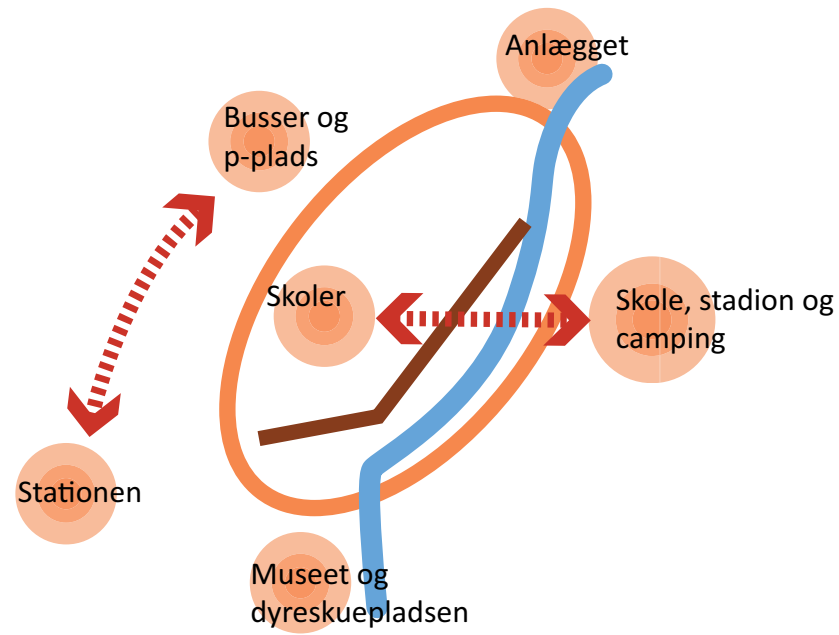 Anlægget
Busser og
p-plads
Skoler
Skole, stadion og
camping
Stationen
Museet og
dyreskuepladsen